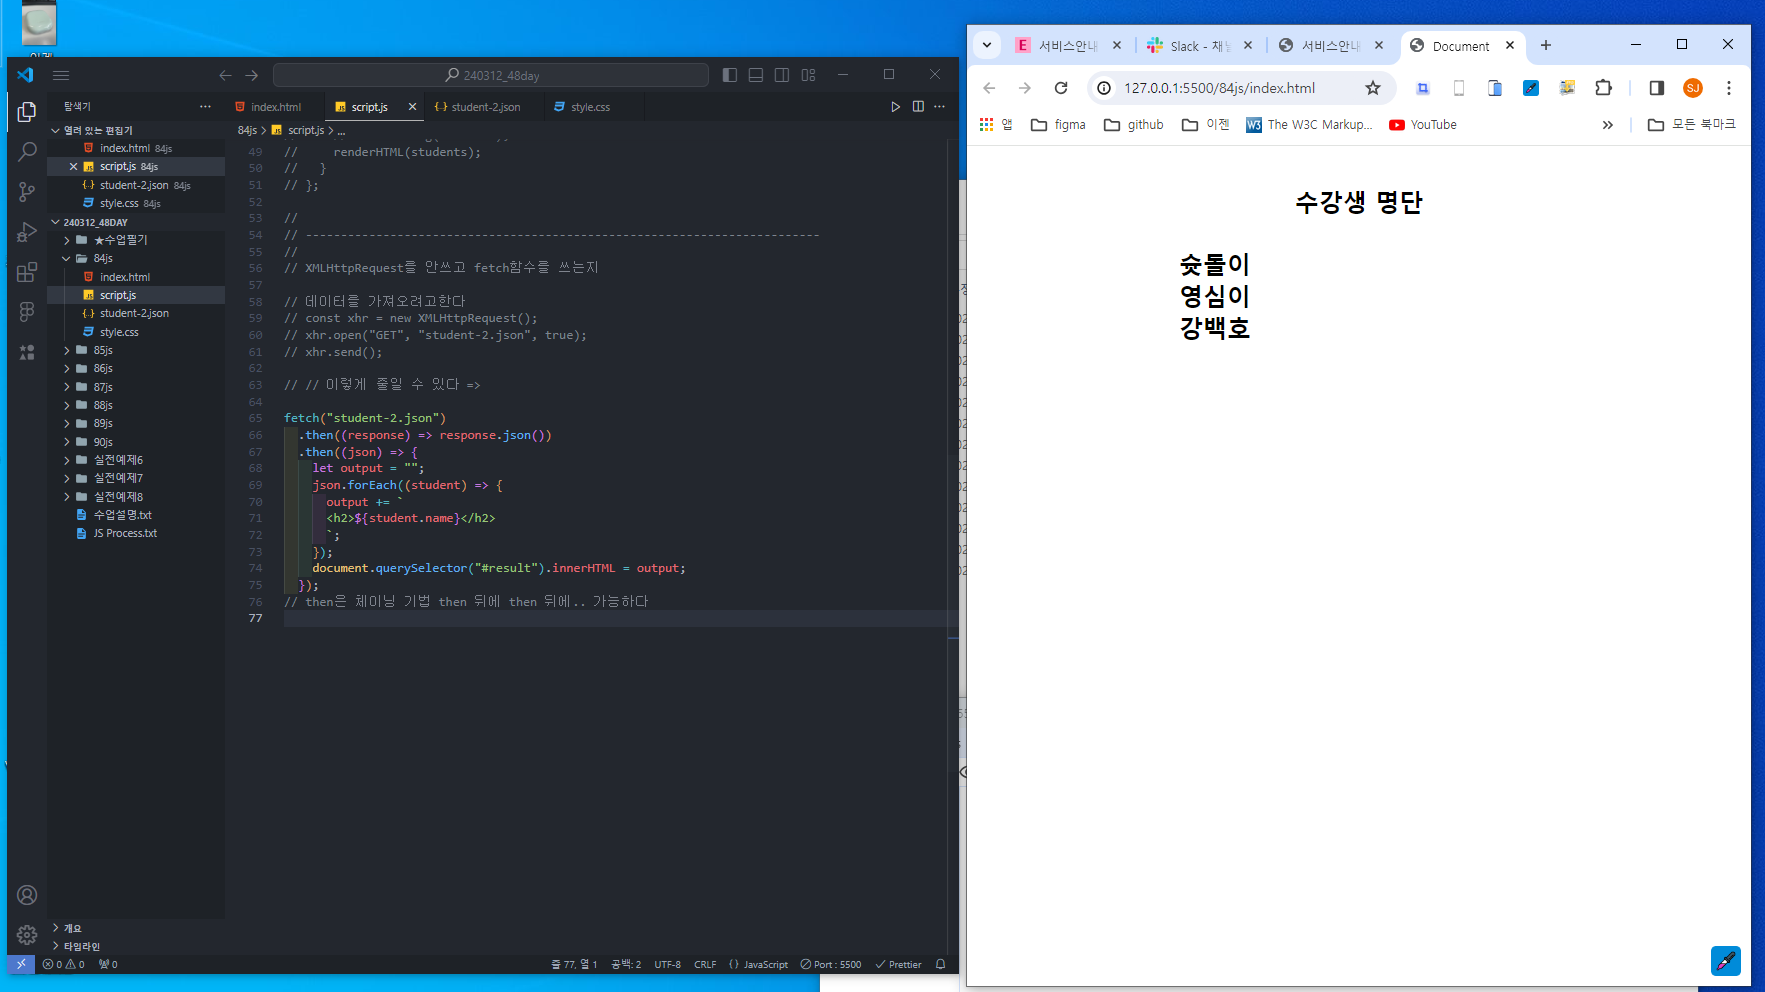 240312_48day
탐색기
열려 있는 편집기
index.html 84js
script.js 84js
student-2.json 84js
style.css 84js
240312_48DAY
★수업필기
84js
index.html
script.js
student-2.json
style.css
85js
86js
87js
88js
89js
90js
실전예제6
실전예제7
실전예제8
수업설명.txt
JS Process.txt
개요
타임라인
index.html
script.js
student-2.json
style.css
84js > script.js > ...
49 // renderHTML(students);
50 // }
51 // };
52
53 //
54 // --------------------------------------------------------------------------
55 //
56 // XMLHttpRequest를 안쓰고 fetch함수를 쓰는지
57
58 // 데이터를 가져오려고한다
59 // const xhr = new XMLHttpRequest();
60 // xhr.open("GET", "student-2.json", true);
61 // xhr.send();
62
63 // // 이렇게 줄일 수 있다 =>
64
65 fetch("student-2.json")
66 .then((response) => response.json())
67 .then((json) => {
68 let output = "";
69 json.forEach((student) => {
70 output += `
71 <h2>${student.name}</h2>
72 `;
73 });
74 document.querySelector("#result").innerHTML = output;
75 });
76 // then은 체이닝 기법 then 뒤에 then 뒤에.. 가능하다
77
0 0 0
줄 77, 열 1 공백: 2 UTF-8 CRLF {} JavaScript Port : 5500 Prettier
서비스안내
Slack - 채널
서비스안내
Document
127.0.0.1:5500/84js/index.html
SJ
앱 figma github 이젠 W3 The W3C Markup... YouTube
모든 북마크
수강생 명단
슛돌이
영심이
강백호